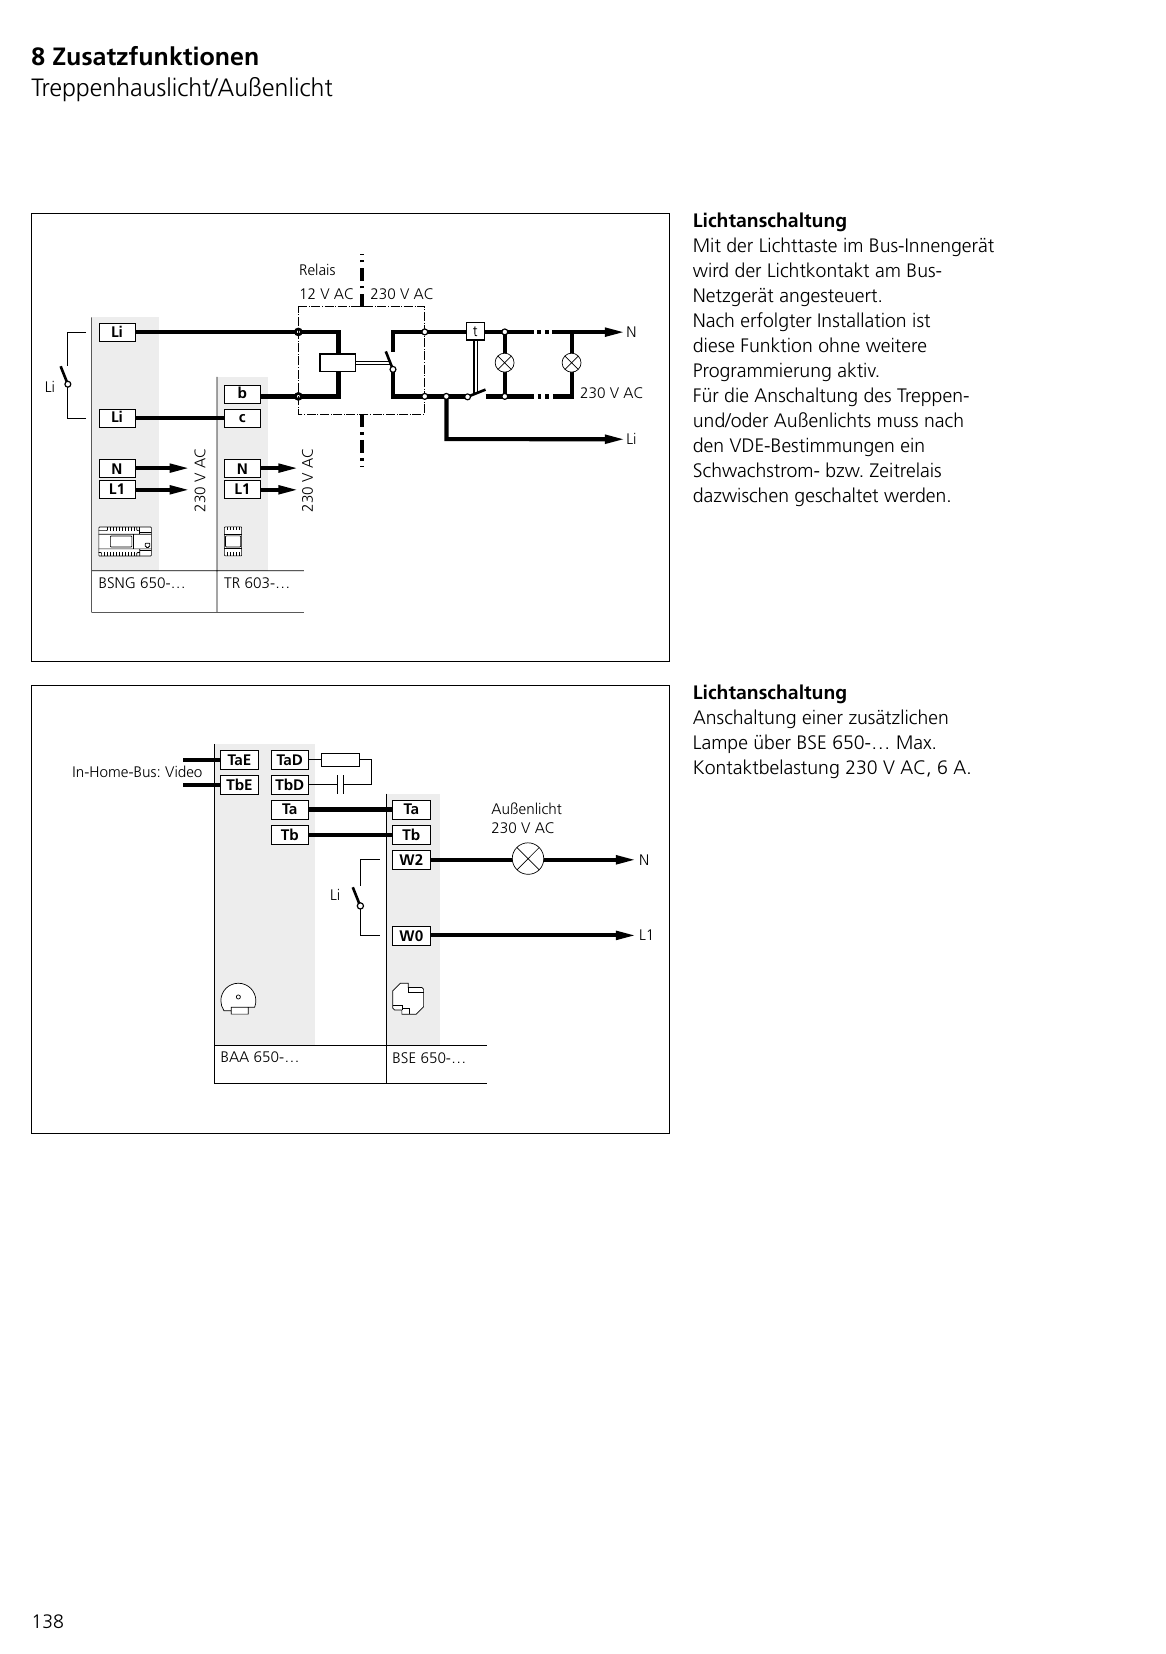 8 Zusatzfunktionen
Treppenhauslicht/Außenlicht
Relais
12 V AC
230 V AC
Li
N
Li
t
b
230 V AC
Li
c
Li
N
N
L1
L1
230 V AC
230 V AC
Li
BSNG 650-…
TR 603-…
Lichtanschaltung
Mit der Lichttaste im Bus-Innengerät
wird der Lichtkontakt am Bus-
Netzgerät angesteuert.
Nach erfolgter Installation ist
diese Funktion ohne weitere
Programmierung aktiv.
Für die Anschaltung des Treppen-
und/oder Außenlichts muss nach
den VDE-Bestimmungen ein
Schwachstrom- bzw. Zeitrelais
dazwischen geschaltet werden.
In-Home-Bus: Video
TaE
TaD
TbE
TbD
Ta
Ta
Tb
Tb
Außenlicht
230 V AC
W2
N
Li
W0
L1
BAA 650-…
BSE 650-…
Lichtanschaltung
Anschaltung einer zusätzlichen
Lampe über BSE 650-… Max.
Kontaktbelastung 230 V AC, 6 A.
138